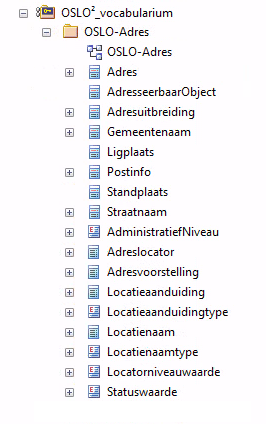 OSLO²_vocabularium
OSLO-Adres
OSLO-Adres
Adres
AdresseerbaarObject
Adresuitbreiding
Gemeentenaam
Ligplaats
Postinfo
Standplaats
Straatnaam
AdministratiefNiveau
Adreslocator
Adresvoorstelling
Locatieaanduiding
Locatieaanduidingtype
Locatienaam
Locatienaamtype
Locatorniveauwaarde
Statuswaarde